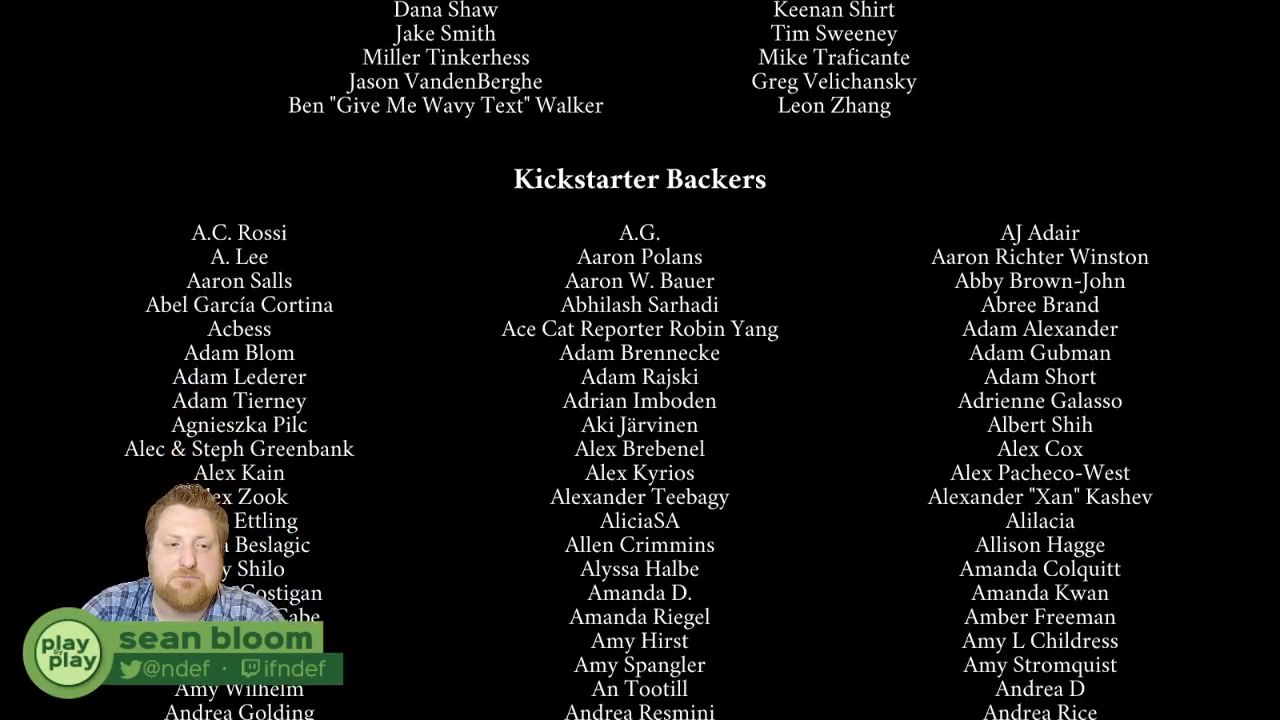 Dana Shaw Keenan Shirt
Jake Smith Tim Sweeney
Miller Tinkerhess Mike Traficante
Jason VandenBerghe Greg Velichansky
Ben "Give Me Wavy Text" Walker Leon Zhang
Kickstarter Backers
A.C. Rossi A.G. AJ Adair
A. Lee Aaron Polans Aaron Richter Winston
Aaron Salls Aaron W. Bauer Abby Brown-John
Abel García Cortina Abhilash Sarhadi Abree Brand
Acbess Ace Cat Reporter Robin Yang Adam Alexander
Adam Blom Adam Brennecke Adam Gubman
Adam Lederer Adam Rajski Adam Short
Adam Tierney Adrian Imboden Adrienne Galasso
Agnieszka Pilc Aki Järvinen Albert Shih
Alec & Steph Greenbank Alex Brebenel Alex Cox
Alex Kain Alex Kyrios Alex Pacheco-West
Zook Alexander Teebagy Alexander "Xan" Kashev
Ettling AliciaSA Alilacia
Beslagic Allen Crimmins Allison Hagge
Shilo Alyssa Halbe Amanda Colquitt
Costigan Amanda D. Amanda Kwan
Amanda Riegel Amber Freeman
Amy Hirst Amy L Childress
Amy Spangler Amy Stromquist
Amy Wilhelm An Tootill Andrea D
Andrea Golding Andrea Resmini Andrea Rice
play by play
sean bloom
@ndef · ifndef